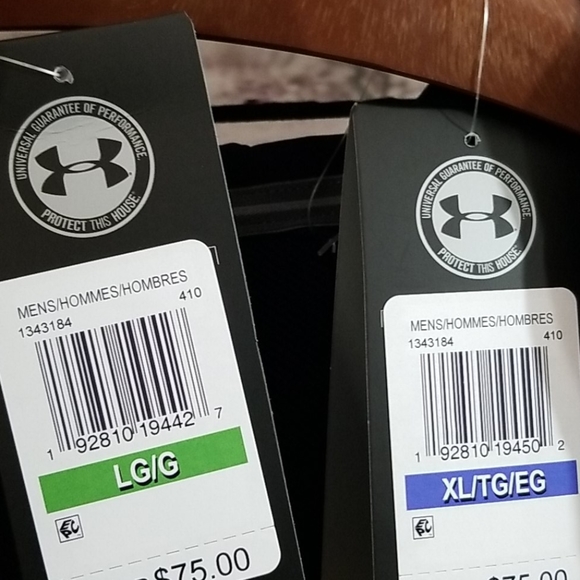 UNIVERSAL GUARANTEE OF PERFORMANCE.
PROTECT THIS HOUSE
MENS/HOMMES/HOMBRES
1343184 410
1 92810 19442 7
LG/G
$75.00
UNIVERSAL GUARANTEE OF PERFORMANCE.
PROTECT THIS HOUSE.
MENS/HOMMES/HOMBRES
1343184 410
1 92810 19450 2
XL/TG/EG
$75.00